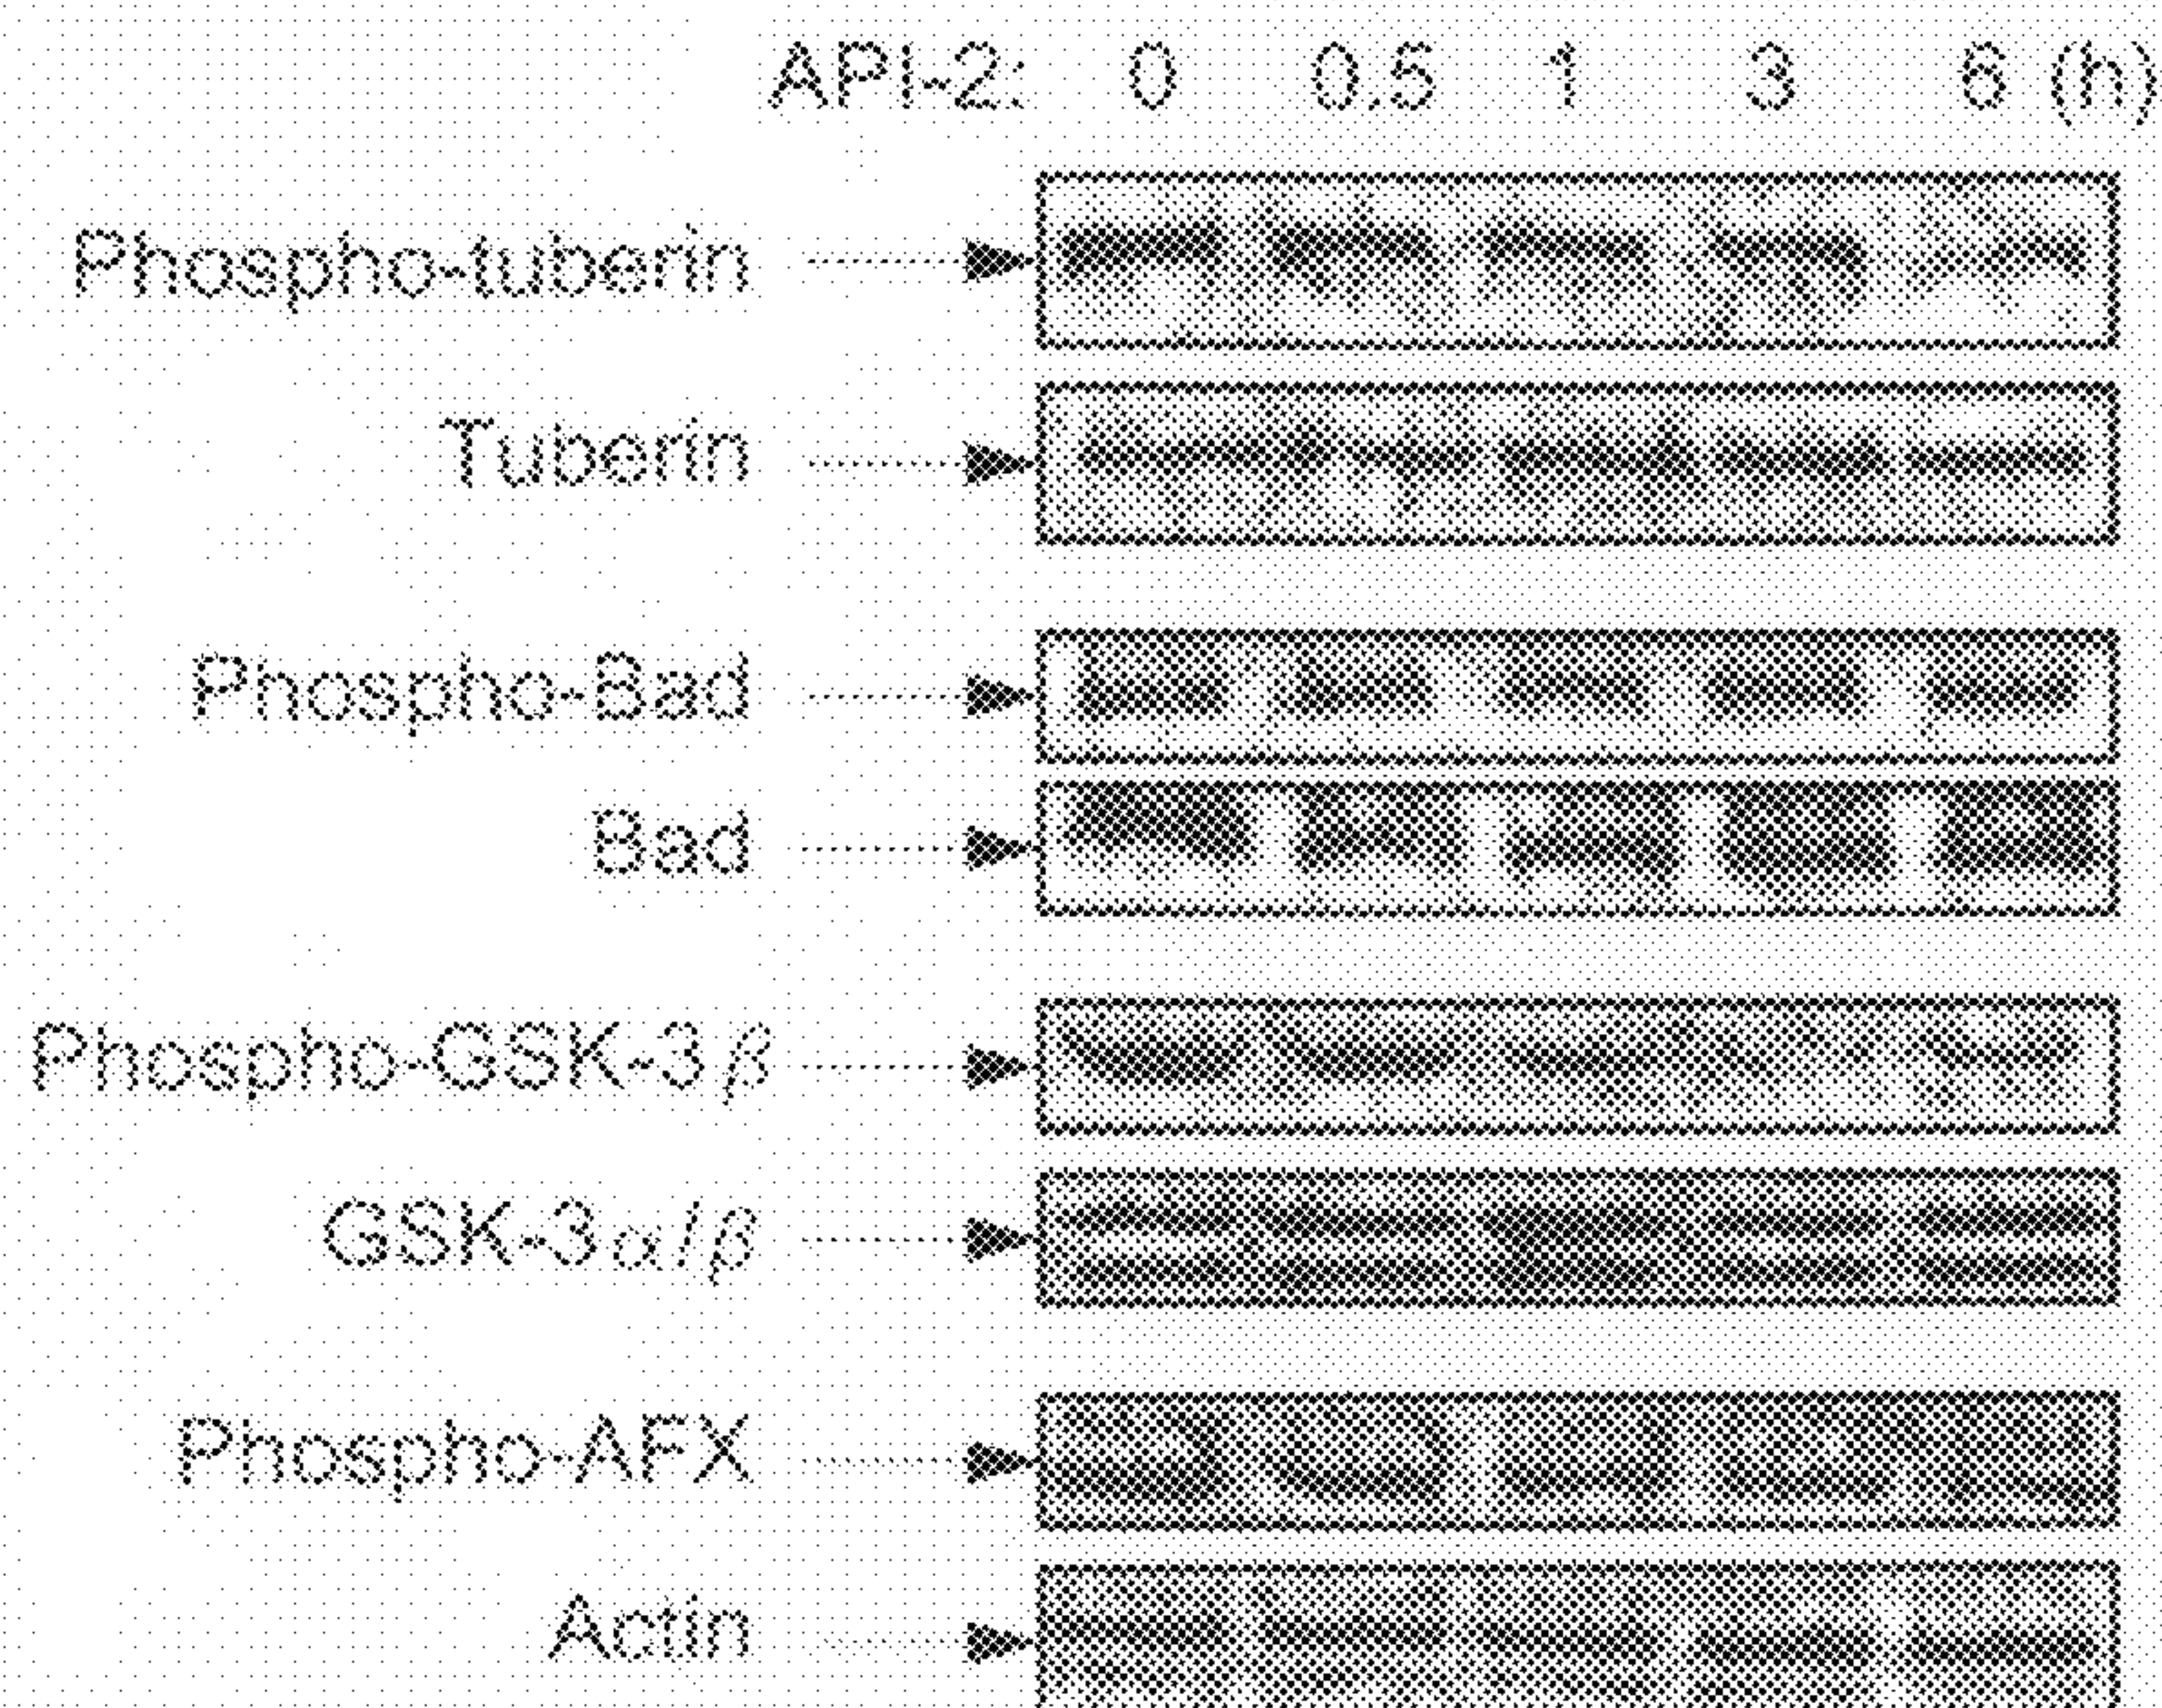 API-2: 0 0.5 1 3 6 (h)
Phospho-tuberin
Tuberin
Phospho-Bad
Bad
Phospho-GSK-3β
GSK-3α/β
Phospho-AFX
Actin